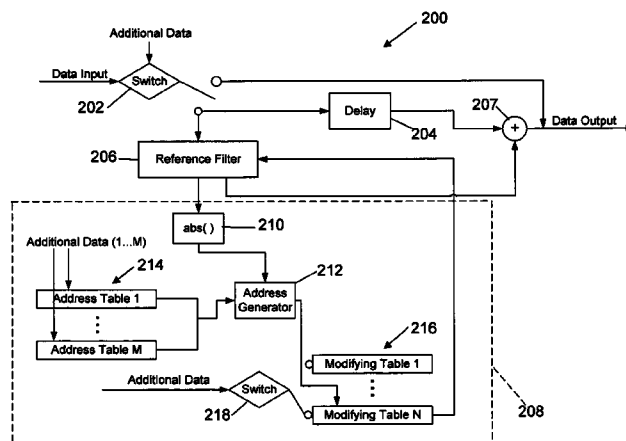 200
Additional Data
Data Input
Switch
202
Delay
204
207
+
Data Output
206
Reference Filter
abs( )
210
Additional Data (1...M)
214
212
Address Table 1
Address
Generator
216
Address Table M
Modifying Table 1
Additional Data
Switch
218
Modifying Table N
208